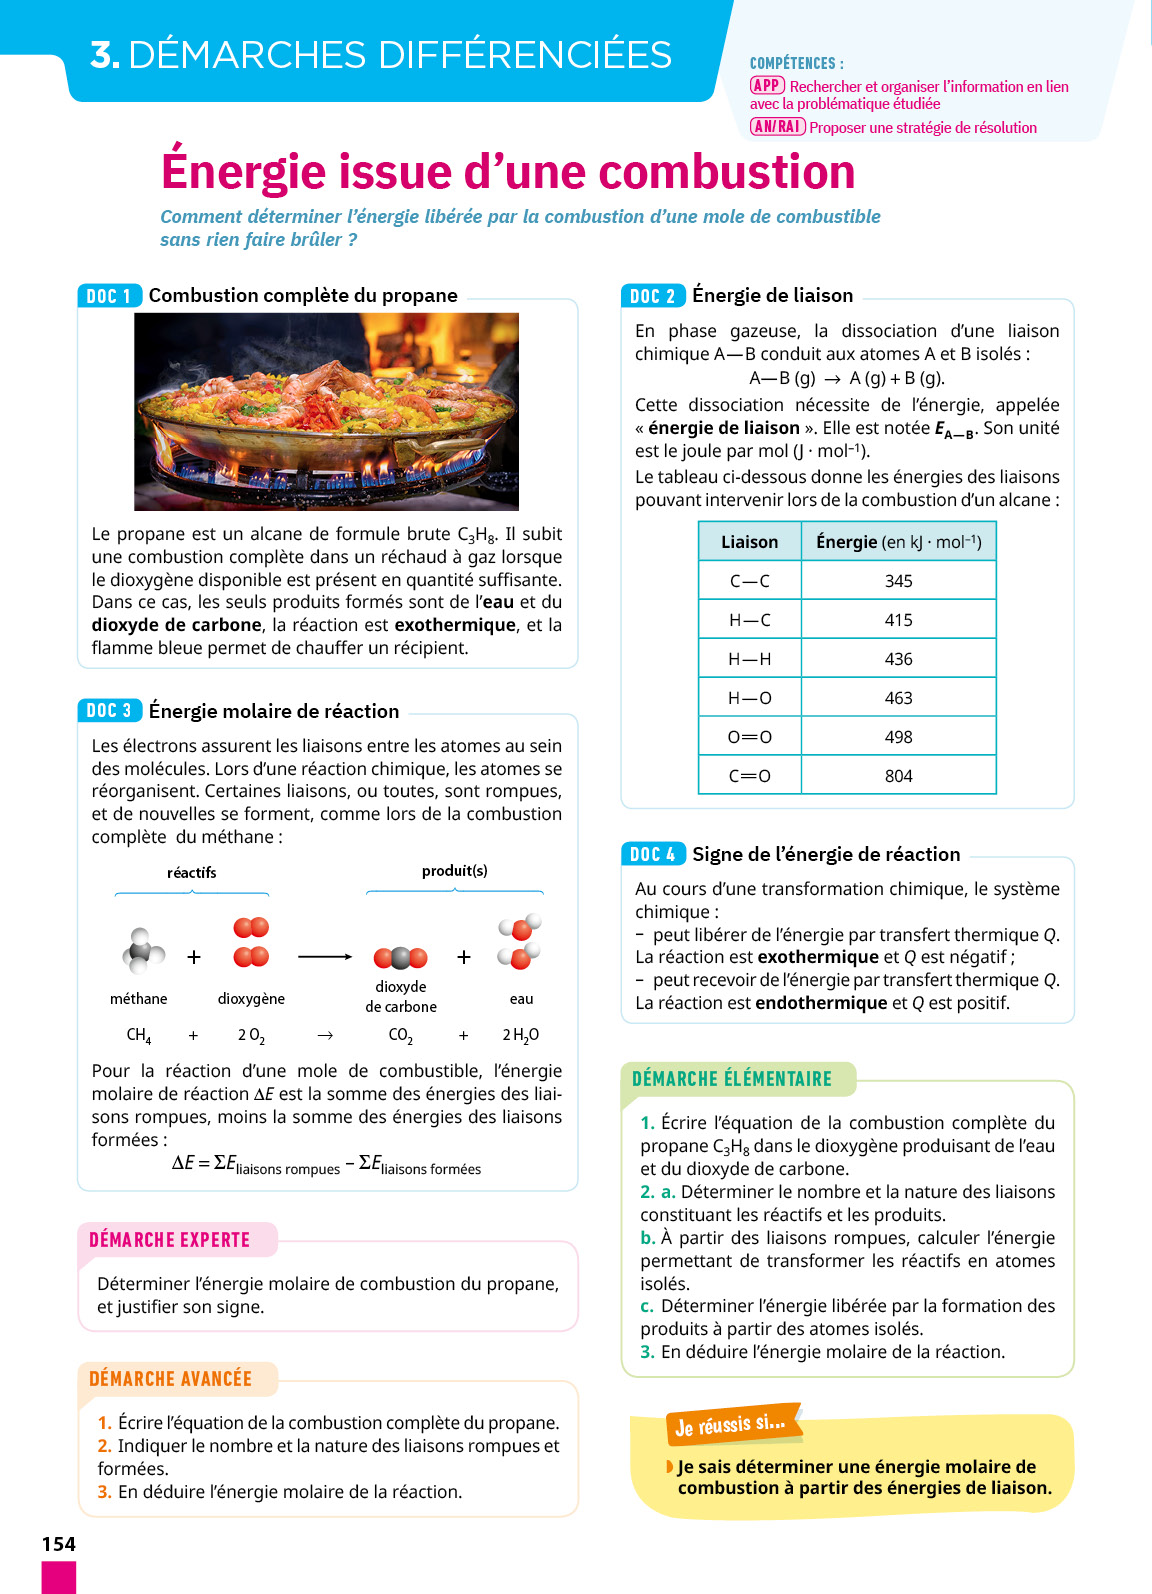 3. DÉMARCHES DIFFÉRENCIÉES
COMPÉTENCES :
APP Rechercher et organiser l'information en lien
avec la problématique étudiée
AN/RAI Proposer une stratégie de résolution
Énergie issue d'une combustion
Comment déterminer l'énergie libérée par la combustion d'une mole de combustible
sans rien faire brûler ?
DOC 1 Combustion complète du propane
Le propane est un alcane de formule brute C₃H₈. Il subit
une combustion complète dans un réchaud à gaz lorsque
le dioxygène disponible est présent en quantité suffisante.
Dans ce cas, les seuls produits formés sont de l'eau et du
dioxyde de carbone, la réaction est exothermique, et la
flamme bleue permet de chauffer un récipient.
DOC 2 Énergie de liaison
En phase gazeuse, la dissociation d'une liaison
chimique A—B conduit aux atomes A et B isolés :
A—B (g) → A (g) + B (g).
Cette dissociation nécessite de l'énergie, appelée
« énergie de liaison ». Elle est notée E_A—B. Son unité
est le joule par mol (J · mol⁻¹).
Le tableau ci-dessous donne les énergies des liaisons
pouvant intervenir lors de la combustion d'un alcane :
Liaison Énergie (en kJ · mol⁻¹)
C—C 345
H—C 415
H—H 436
H—O 463
O=O 498
C=O 804
DOC 3 Énergie molaire de réaction
Les électrons assurent les liaisons entre les atomes au sein
des molécules. Lors d'une réaction chimique, les atomes se
réorganisent. Certaines liaisons, ou toutes, sont rompues,
et de nouvelles se forment, comme lors de la combustion
complète du méthane :
réactifs produit(s)
+ +
méthane dioxygène dioxyde
de carbone eau
CH₄ + 2 O₂ → CO₂ + 2 H₂O
Pour la réaction d'une mole de combustible, l'énergie
molaire de réaction ΔE est la somme des énergies des liai-
sons rompues, moins la somme des énergies des liaisons
formées :
ΔE = ΣE liaisons rompues – ΣE liaisons formées
DOC 4 Signe de l'énergie de réaction
Au cours d'une transformation chimique, le système
chimique :
– peut libérer de l'énergie par transfert thermique Q.
La réaction est exothermique et Q est négatif ;
– peut recevoir de l'énergie par transfert thermique Q.
La réaction est endothermique et Q est positif.
DÉMARCHE EXPERTE
Déterminer l'énergie molaire de combustion du propane,
et justifier son signe.
DÉMARCHE AVANCÉE
1. Écrire l'équation de la combustion complète du propane.
2. Indiquer le nombre et la nature des liaisons rompues et
formées.
3. En déduire l'énergie molaire de la réaction.
DÉMARCHE ÉLÉMENTAIRE
1. Écrire l'équation de la combustion complète du
propane C₃H₈ dans le dioxygène produisant de l'eau
et du dioxyde de carbone.
2. a. Déterminer le nombre et la nature des liaisons
constituant les réactifs et les produits.
b. À partir des liaisons rompues, calculer l'énergie
permettant de transformer les réactifs en atomes
isolés.
c. Déterminer l'énergie libérée par la formation des
produits à partir des atomes isolés.
3. En déduire l'énergie molaire de la réaction.
Je réussis si...
Je sais déterminer une énergie molaire de
combustion à partir des énergies de liaison.
154